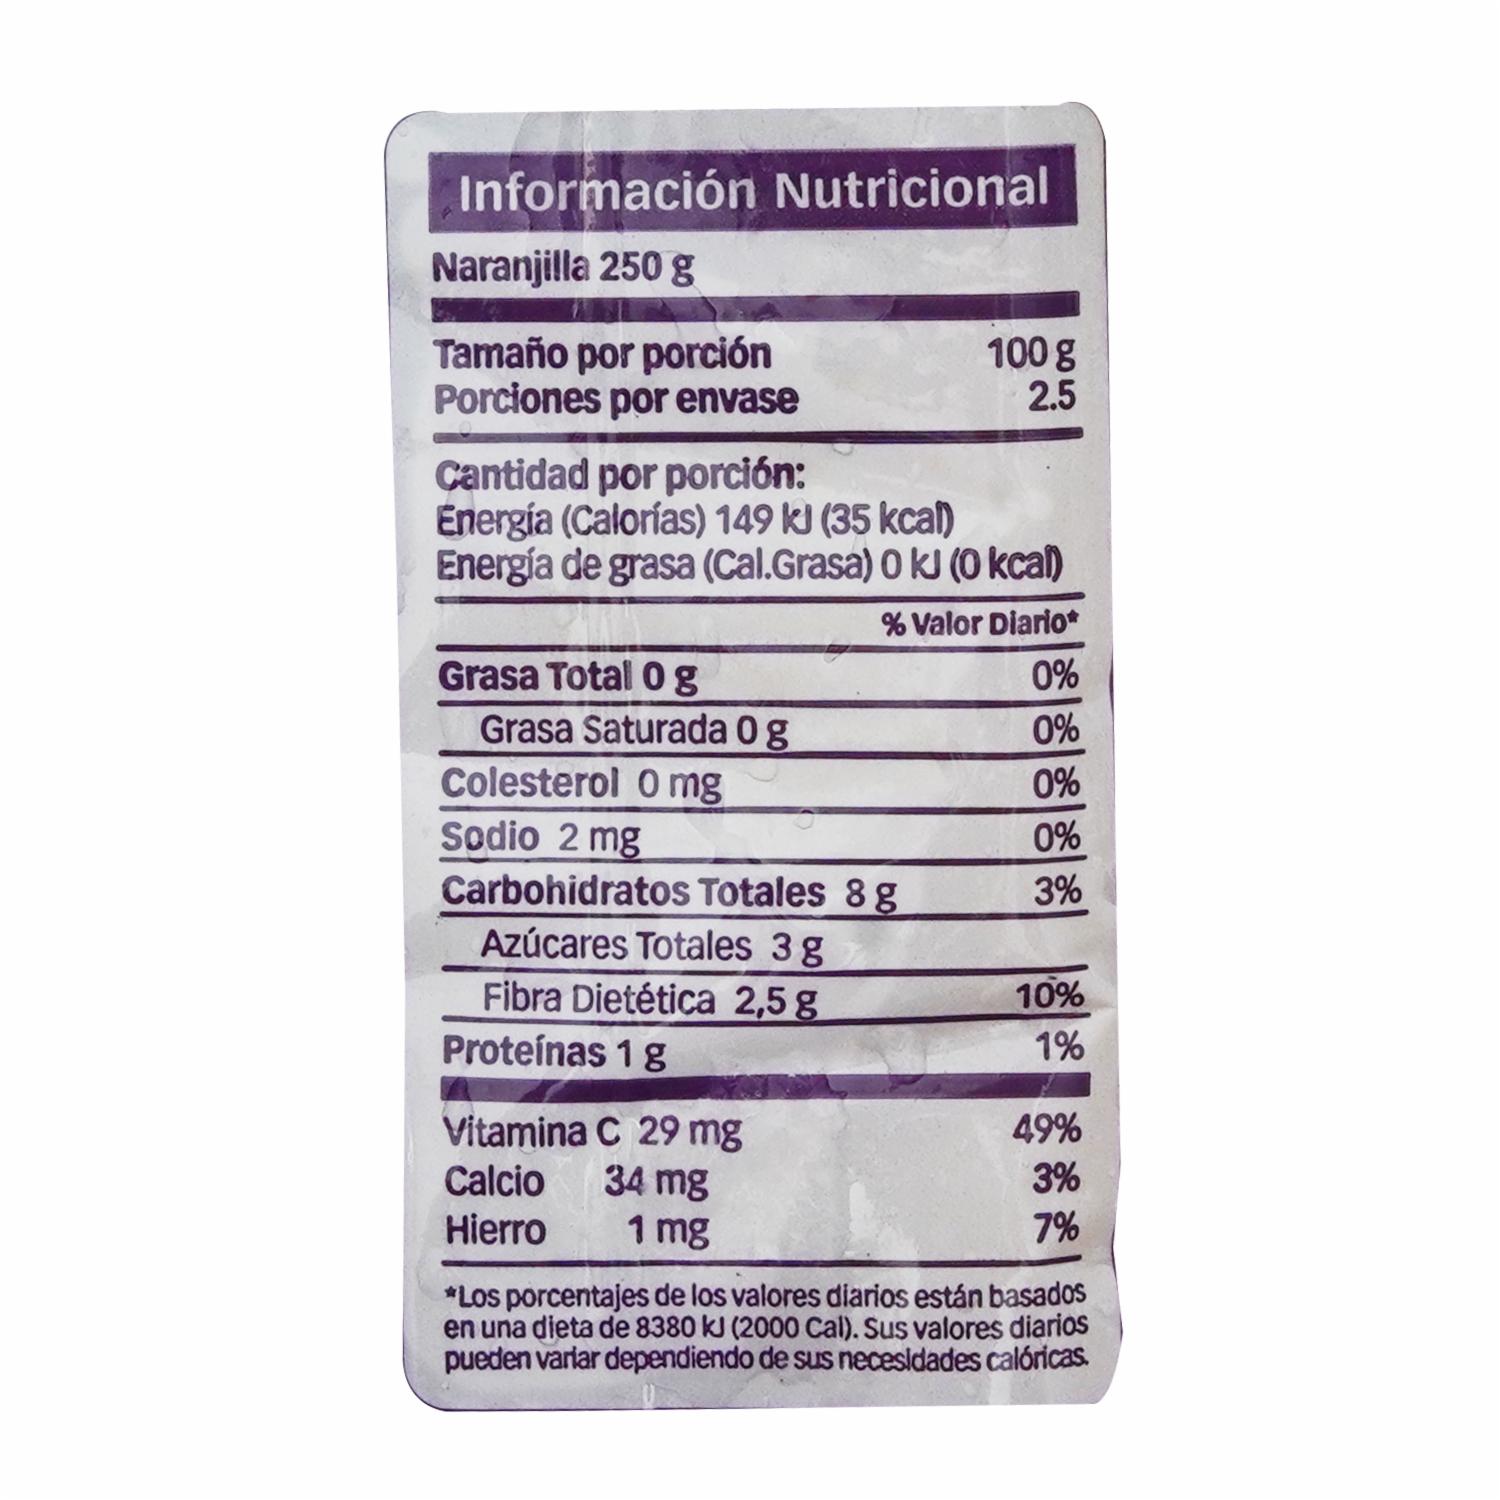 Información Nutricional
Naranjilla 250 g
Tamaño por porción 100 g
Porciones por envase 2.5
Cantidad por porción:
Energía (Calorías) 149 kJ (35 kcal)
Energía de grasa (Cal.Grasa) 0 kJ (0 kcal)
% Valor Diario*
Grasa Total 0 g 0%
Grasa Saturada 0 g 0%
Colesterol 0 mg 0%
Sodio 2 mg 0%
Carbohidratos Totales 8 g 3%
Azúcares Totales 3 g
Fibra Dietética 2,5 g 10%
Proteínas 1 g 1%
Vitamina C 29 mg 49%
Calcio 34 mg 3%
Hierro 1 mg 7%
*Los porcentajes de los valores diarios están basados
en una dieta de 8380 kJ (2000 Cal). Sus valores diarios
pueden variar dependiendo de sus necesidades calóricas.